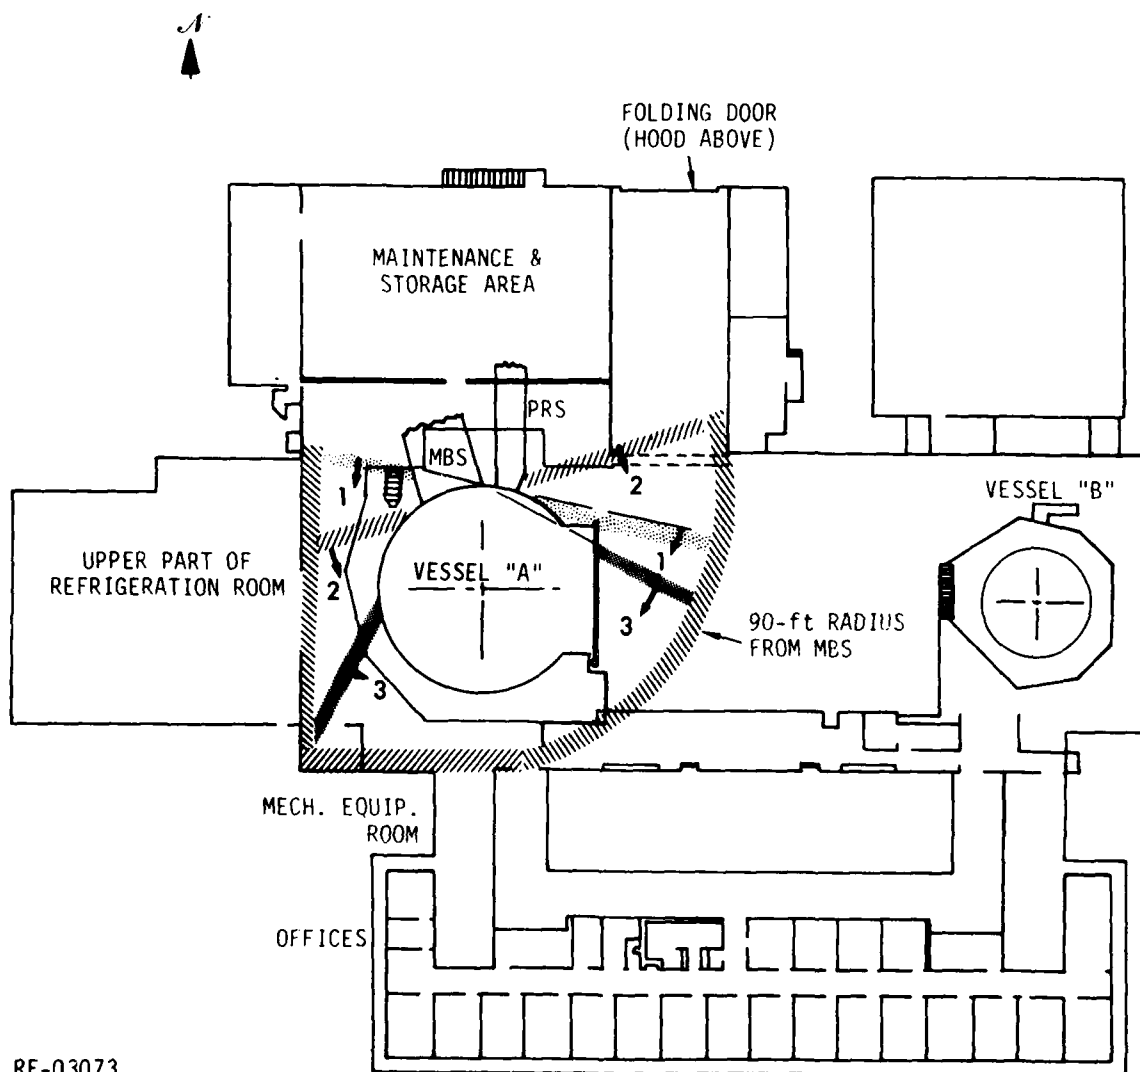 N
FOLDING DOOR
(HOOD ABOVE)
MAINTENANCE &
STORAGE AREA
PRS
MBS
1
2
VESSEL "B"
UPPER PART OF
REFRIGERATION ROOM
VESSEL "A"
1
2
3
90-ft RADIUS
FROM MBS
3
MECH. EQUIP.
ROOM
OFFICES
RE-03073